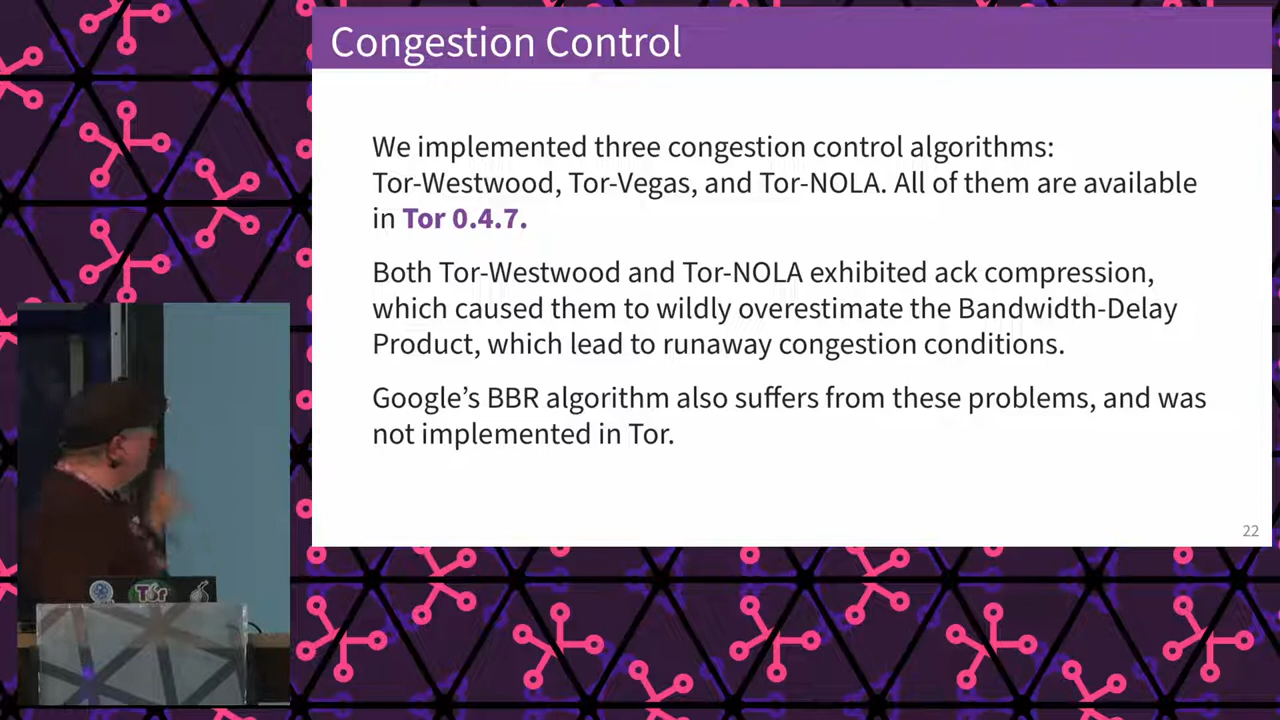 Congestion Control
We implemented three congestion control algorithms:
Tor-Westwood, Tor-Vegas, and Tor-NOLA. All of them are available
in Tor 0.4.7.
Both Tor-Westwood and Tor-NOLA exhibited ack compression,
which caused them to wildly overestimate the Bandwidth-Delay
Product, which lead to runaway congestion conditions.
Google's BBR algorithm also suffers from these problems, and was
not implemented in Tor.
22
Tor